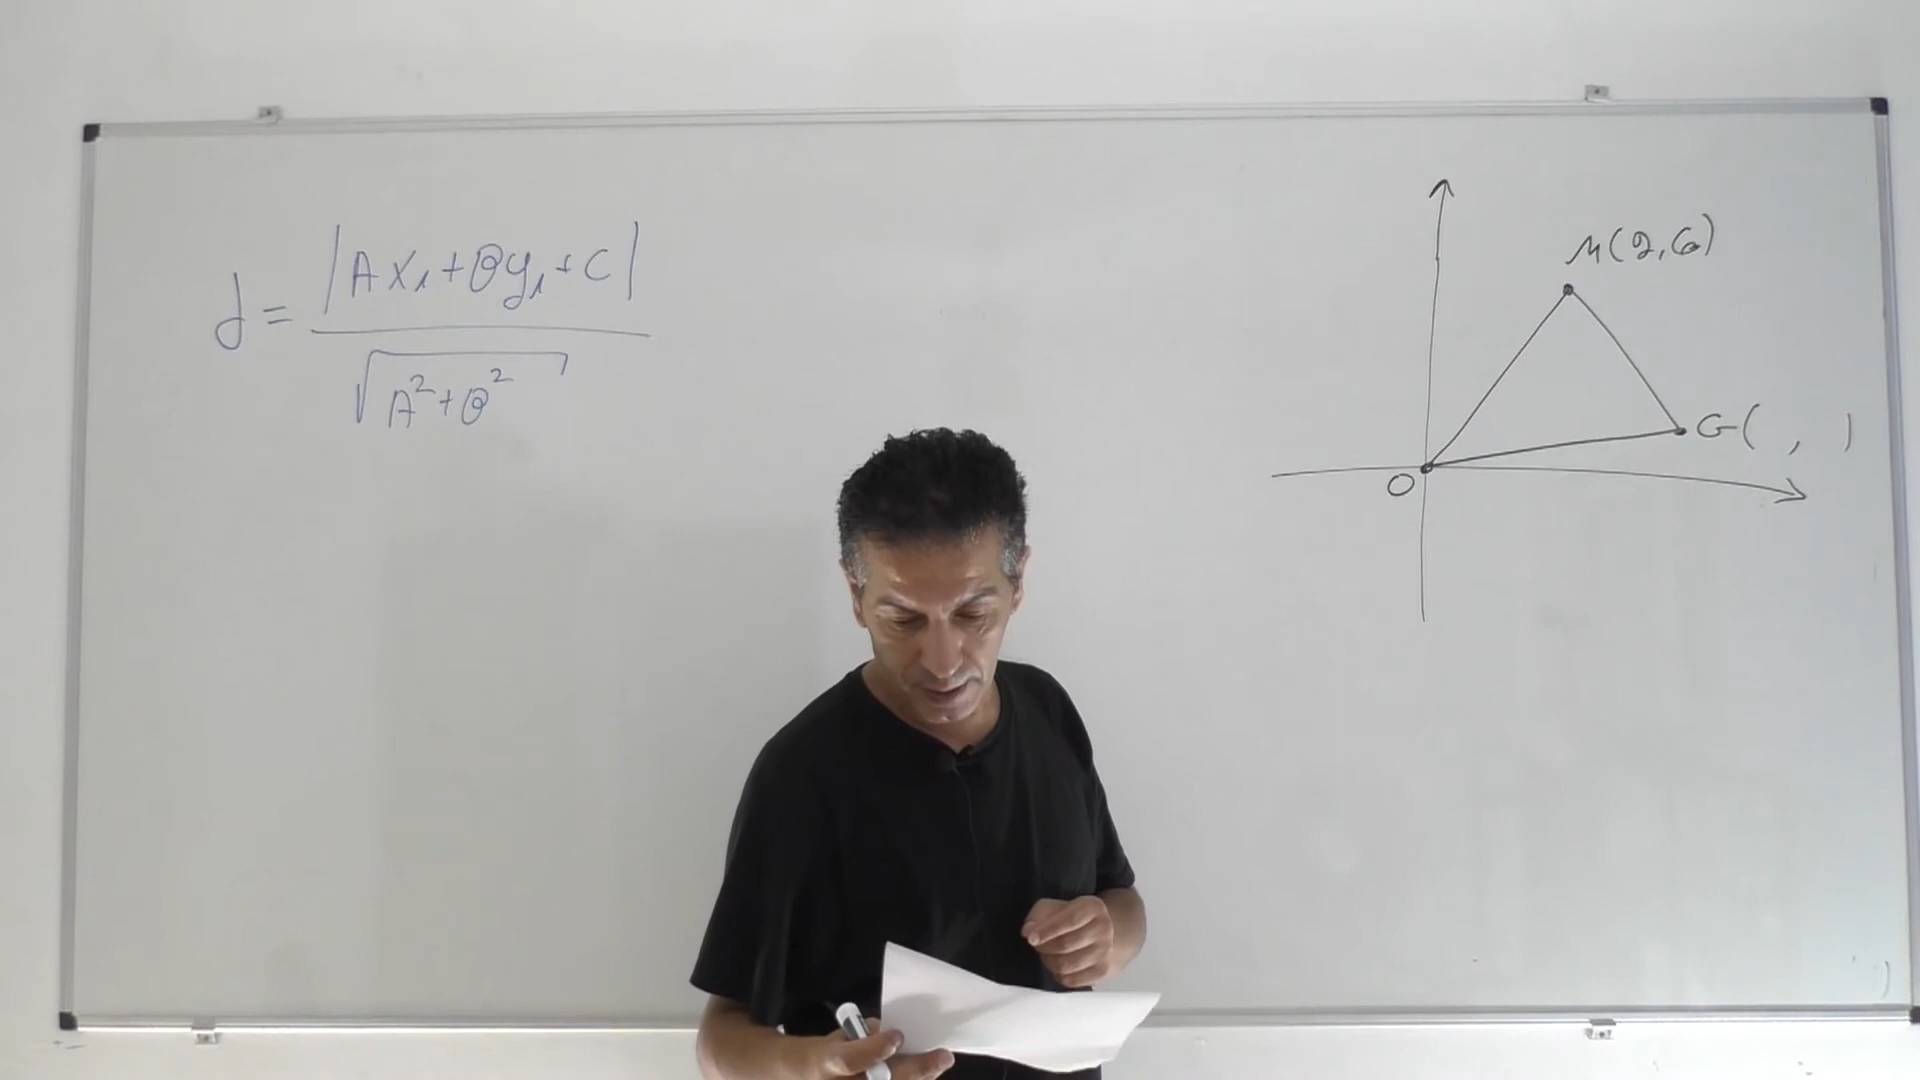 d = |Ax₁+By₁+C| / √(A²+B²)
M(2,6)
G( , )
O